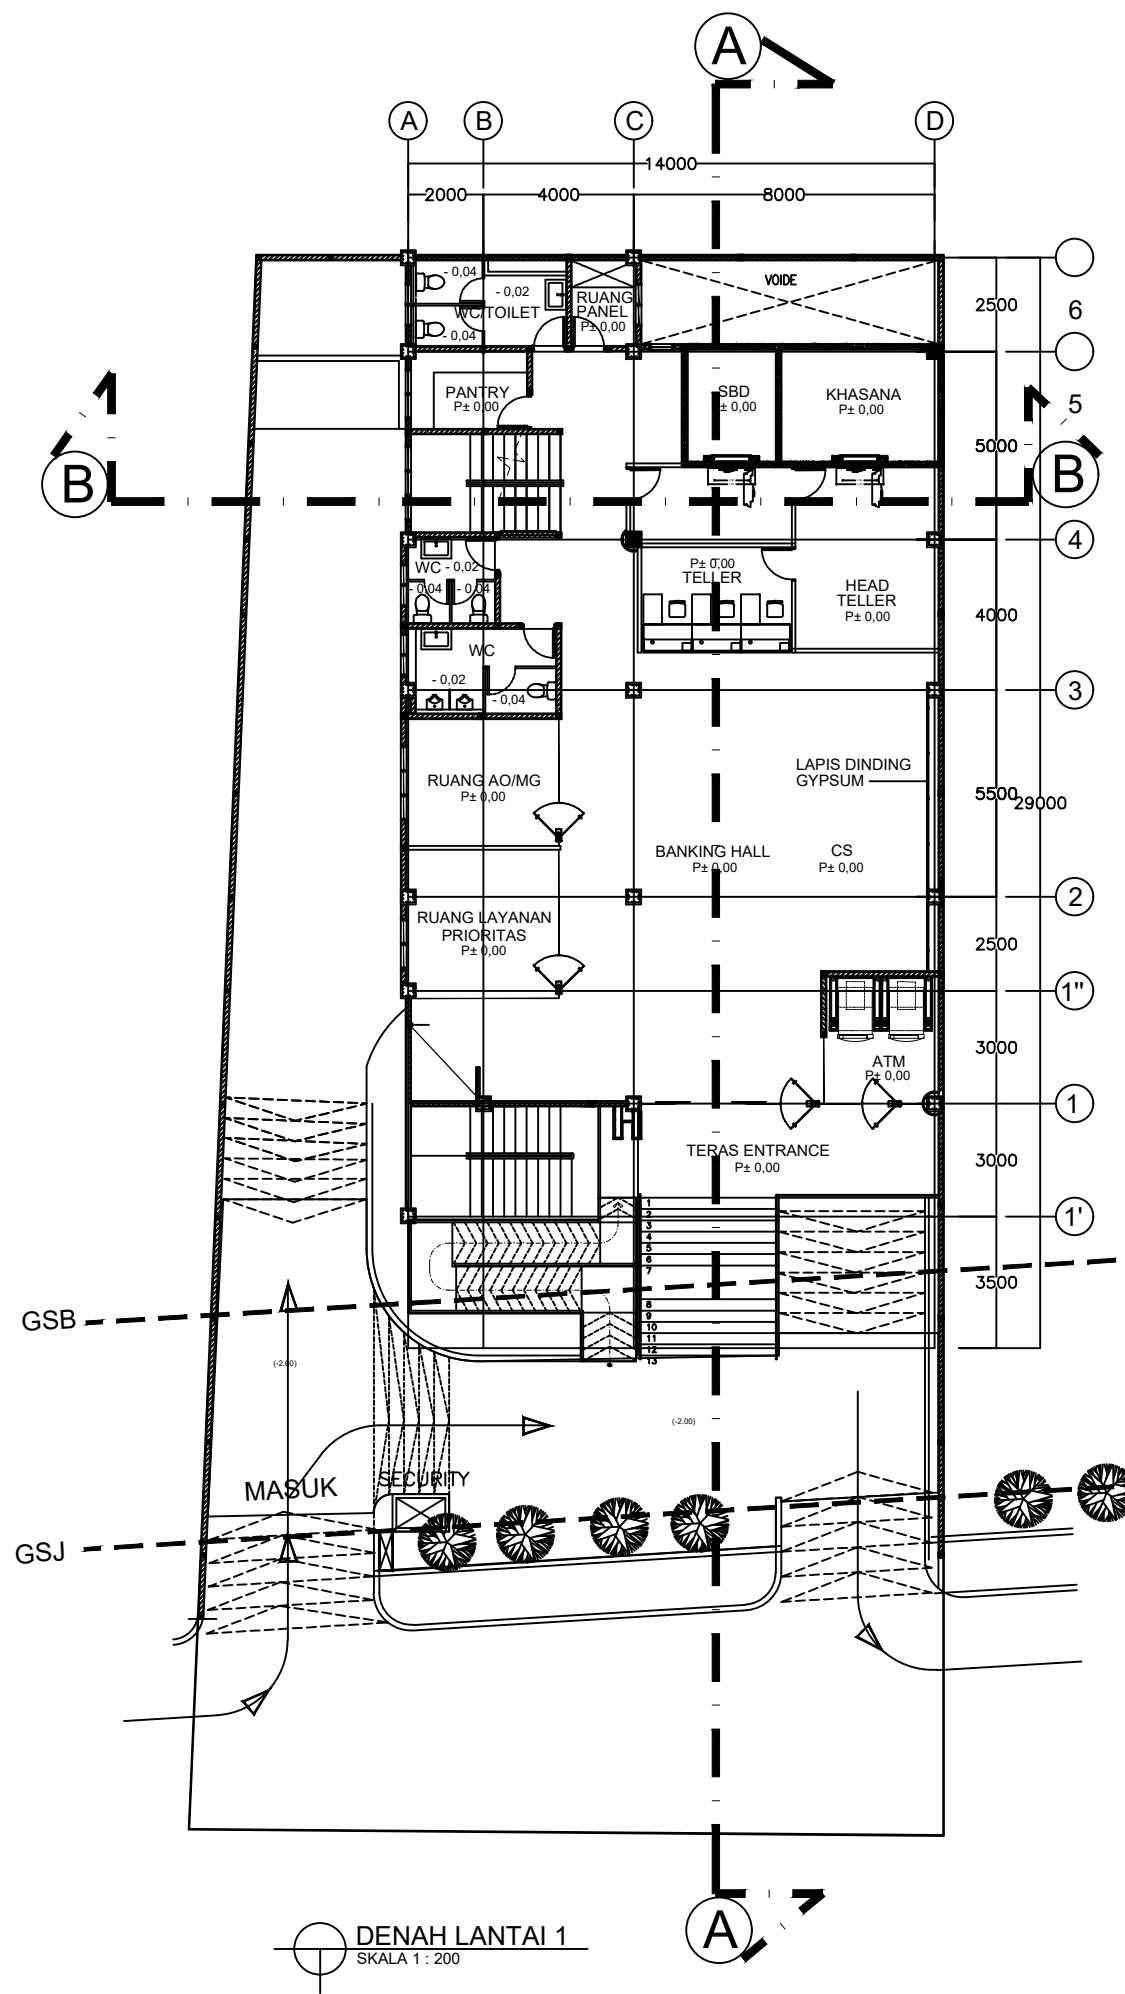 A
A
B
C
D
14000
2000
4000
8000
- 0,04
- 0,02
WC/TOILET
- 0,04
RUANG
PANEL
P± 0,00
VOIDE
2500
6
PANTRY
P± 0,00
SBD
± 0,00
KHASANA
P± 0,00
5
5000
B
B
4
WC
- 0,02
- 0,04
- 0,04
P± 0,00
TELLER
HEAD
TELLER
P± 0,00
4000
WC
- 0,02
- 0,04
3
RUANG AO/MG
P± 0,00
LAPIS DINDING
GYPSUM
5500
29000
BANKING HALL
P± 0,00
CS
P± 0,00
2
RUANG LAYANAN
PRIORITAS
P± 0,00
2500
1"
3000
ATM
P± 0,00
1
TERAS ENTRANCE
P± 0,00
3000
1
2
3
4
5
6
7
8
9
10
11
12
13
1'
3500
GSB
(-2.60)
(-2.00)
MASUK
SECURITY
GSJ
A
DENAH LANTAI 1
SKALA 1 : 200